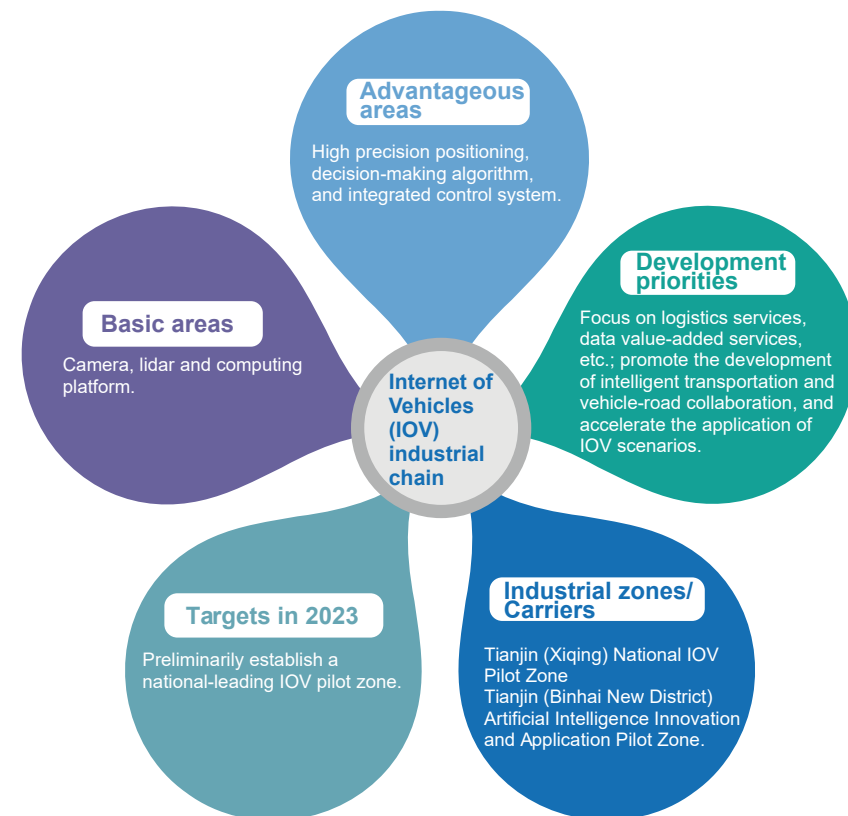 Advantageous
areas
High precision positioning,
decision-making algorithm,
and integrated control system.
Development
priorities
Focus on logistics services,
data value-added services,
etc.; promote the development
of intelligent transportation and
vehicle-road collaboration, and
accelerate the application of
IOV scenarios.
Basic areas
Camera, lidar and computing
platform.
Internet of
Vehicles
(IOV)
industrial
chain
Targets in 2023
Preliminarily establish a
national-leading IOV pilot zone.
Industrial zones/
Carriers
Tianjin (Xiqing) National IOV
Pilot Zone
Tianjin (Binhai New District)
Artificial Intelligence Innovation
and Application Pilot Zone.